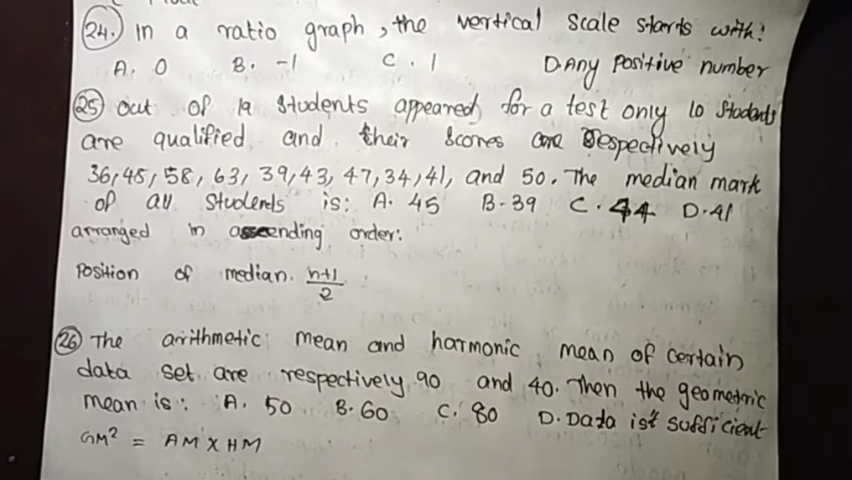 24. In a ratio graph, the vertical scale starts with:
A. 0 B. -1 C. 1 D. Any positive number
25 Out of 19 students appeared for a test only 10 students
are qualified and their scores are respectively
36, 45, 58, 63, 39, 43, 47, 34, 41, and 50. The median mark
of all students is: A. 45 B. 39 C. 44 D. 41
arranged in ascending order:
Position of median. n+1/2
26 The arithmetic mean and harmonic mean of certain
data set are respectively 90 and 40. Then the geometric
mean is: A. 50 B. 60 C. 80 D. Data isn't sufficient
GM² = AM X HM